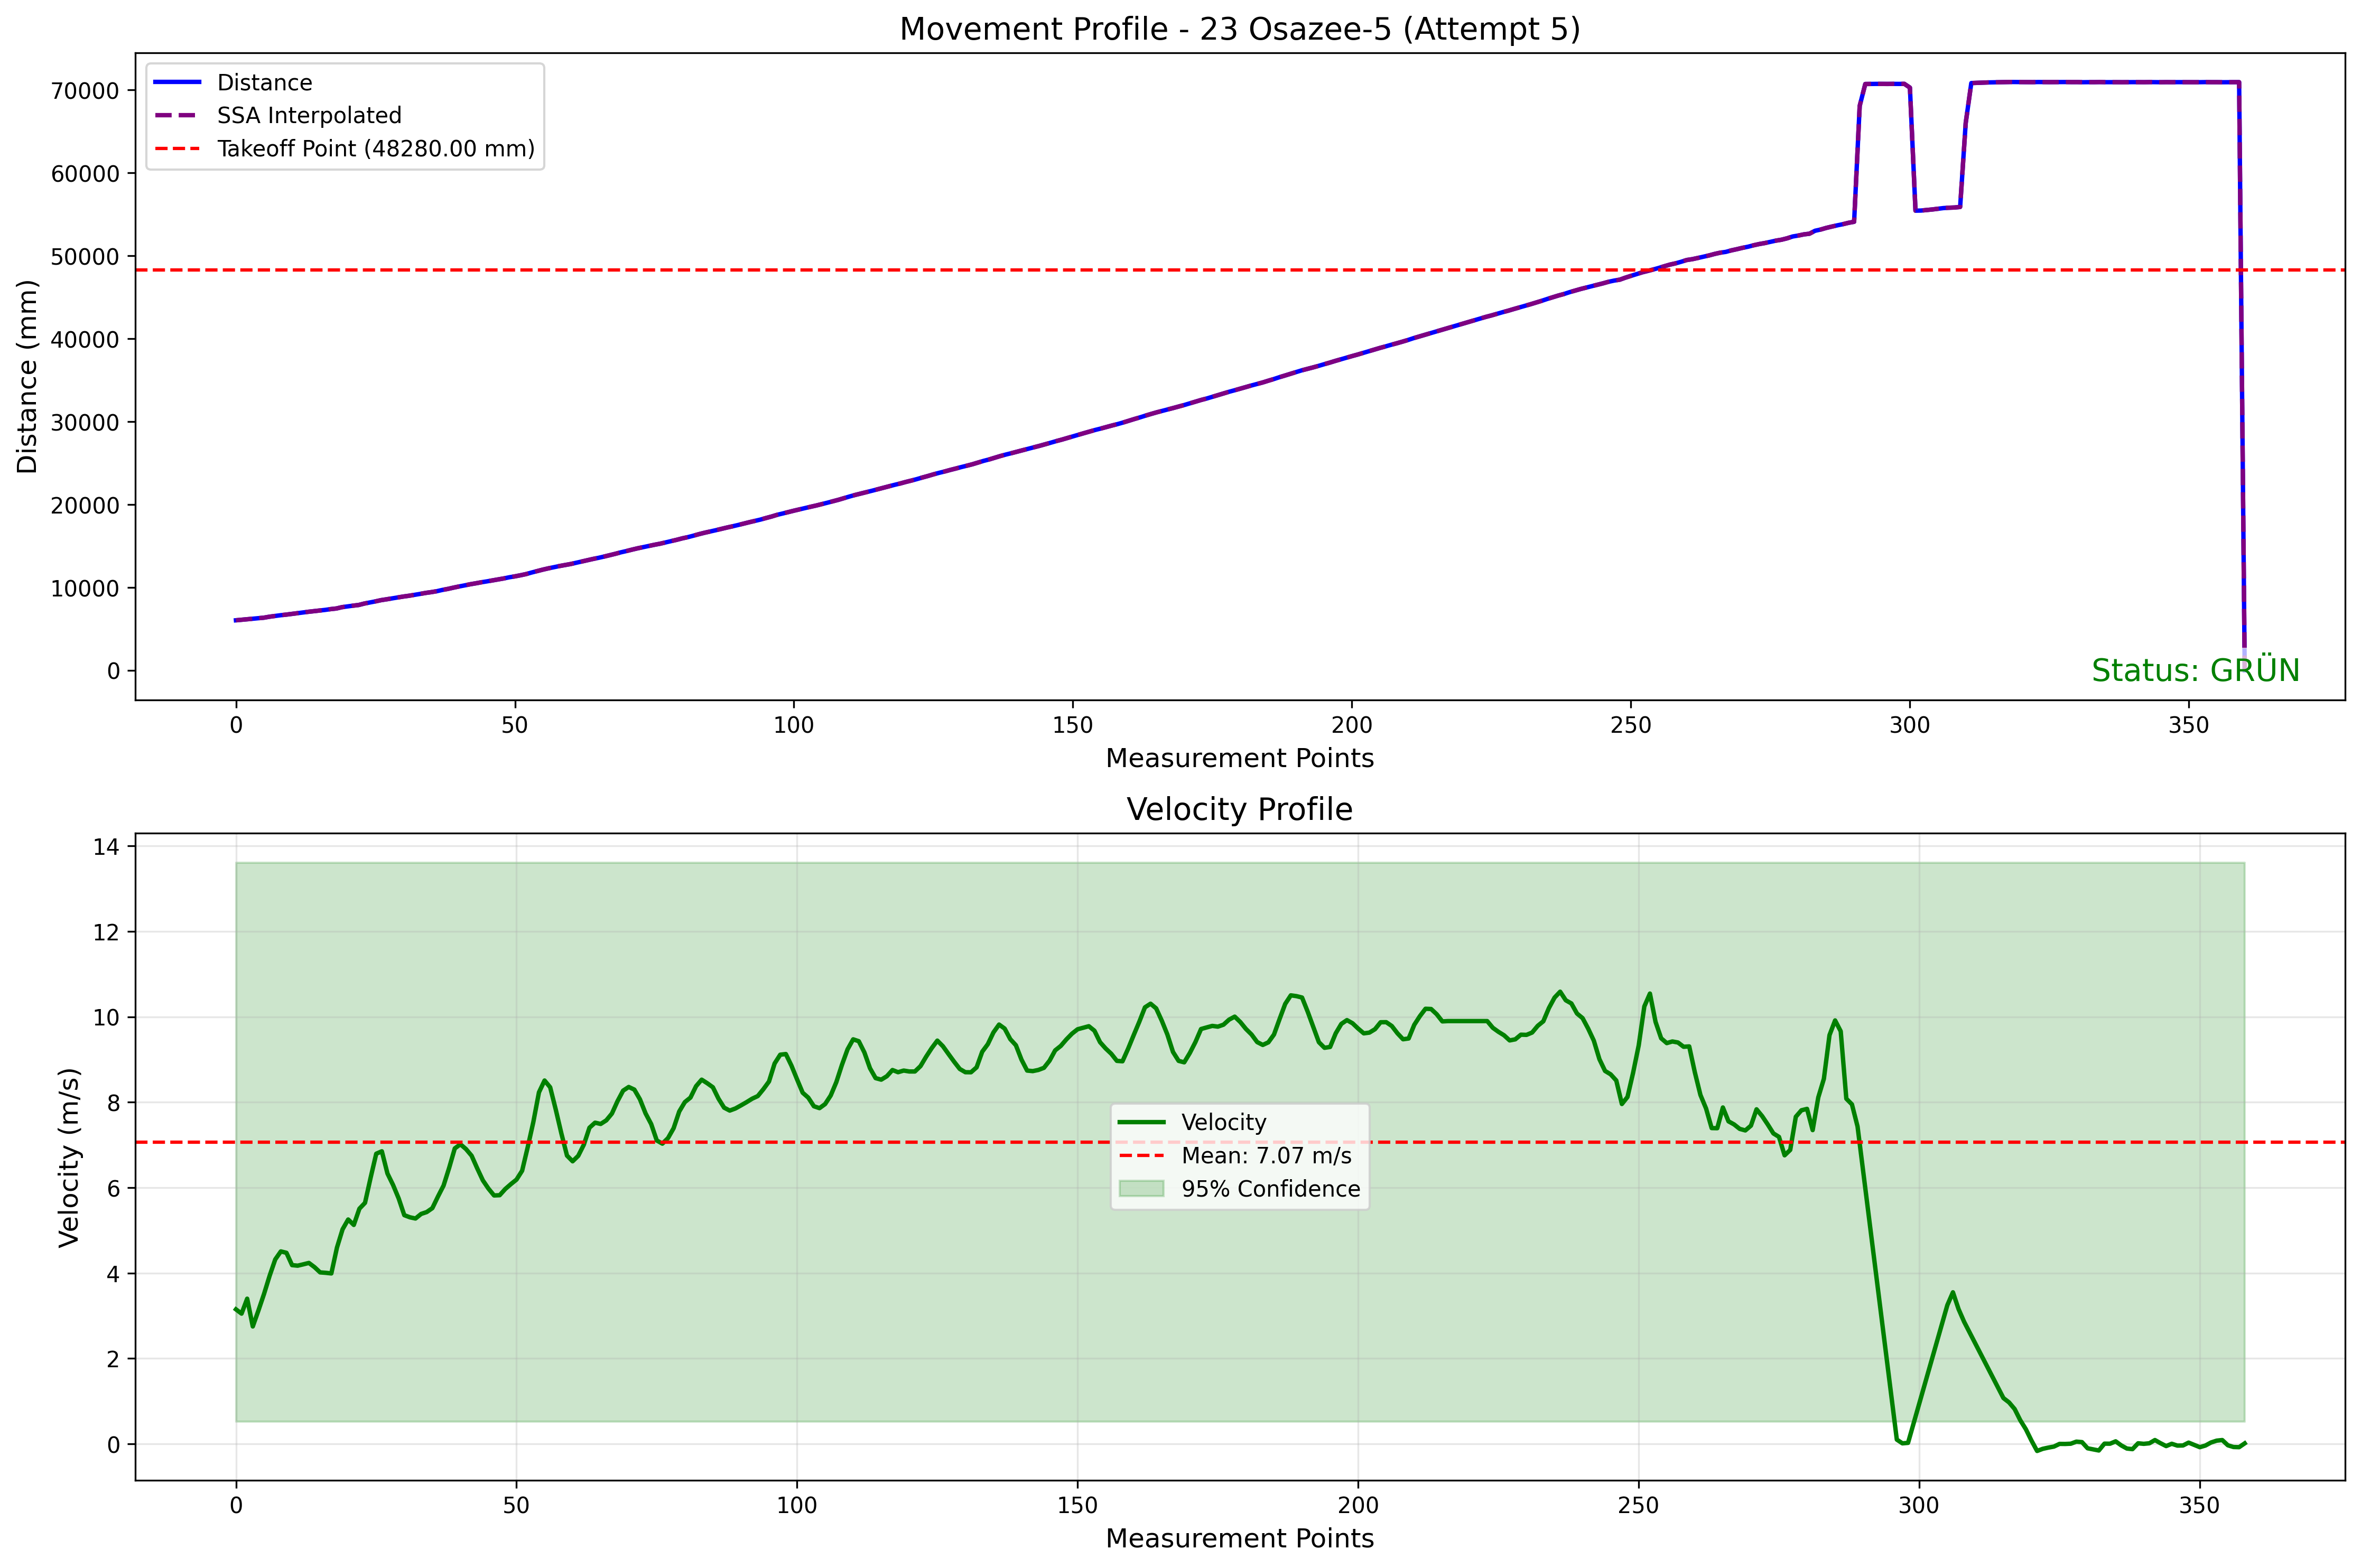 Movement Profile - 23 Osazee-5 (Attempt 5)
Distance (mm)
70000
60000
50000
40000
30000
20000
10000
0
Distance
SSA Interpolated
Takeoff Point (48280.00 mm)
Status: GRÜN
0 50 100 150 200 250 300 350
Measurement Points
Velocity Profile
Velocity (m/s)
14
12
10
8
6
4
2
0
Velocity
Mean: 7.07 m/s
95% Confidence
0 50 100 150 200 250 300 350
Measurement Points